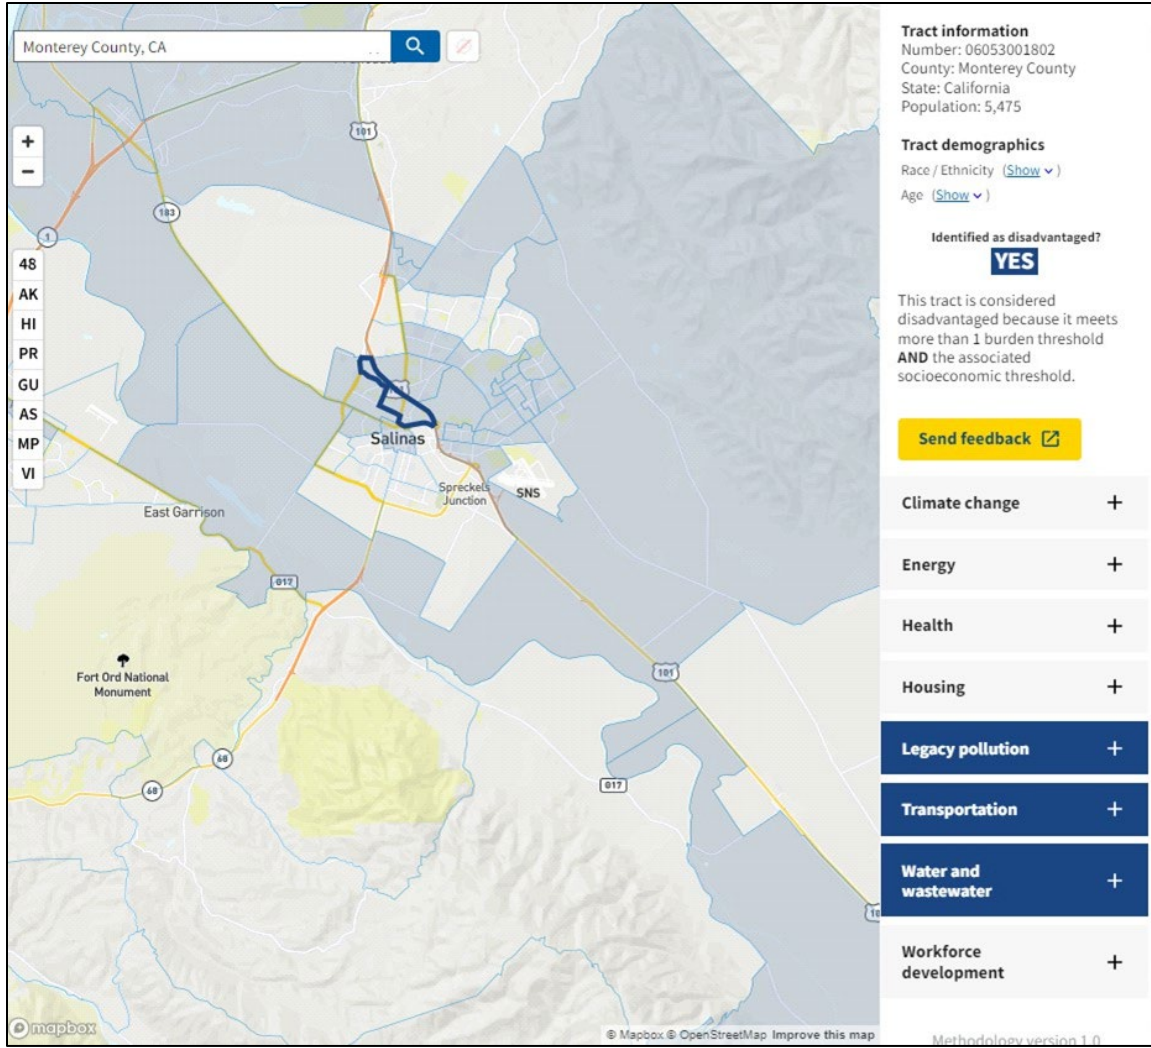 Monterey County, CA
101
183
1
48
AK
HI
PR
GU
AS
MP
VI
Salinas
Spreckels
Junction
SNS
East Garrison
G17
Fort Ord National
Monument
101
68
68
G17
mapbox
© Mapbox © OpenStreetMap Improve this map
Tract information
Number: 06053001802
County: Monterey County
State: California
Population: 5,475
Tract demographics
Race / Ethnicity (Show)
Age (Show)
Identified as disadvantaged?
YES
This tract is considered
disadvantaged because it meets
more than 1 burden threshold
AND the associated
socioeconomic threshold.
Send feedback
Climate change +
Energy +
Health +
Housing +
Legacy pollution +
Transportation +
Water and
wastewater +
Workforce
development +
Methodology version 1.0